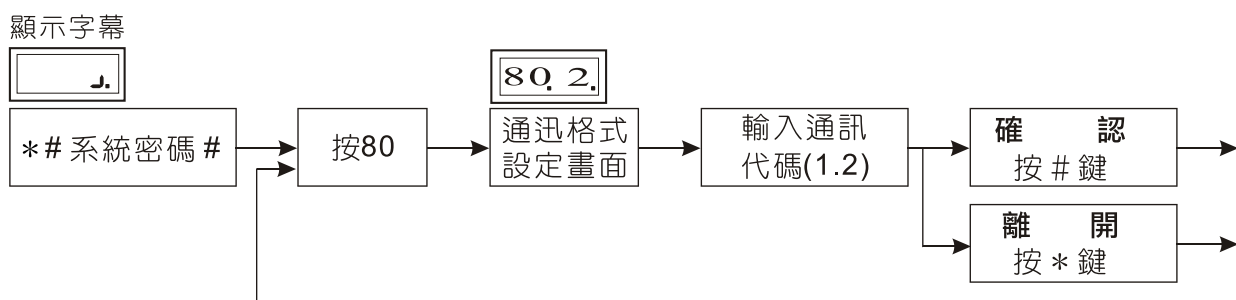 顯示字幕
┘.
80. 2.
*#系統密碼#
按80
通迅格式
設定畫面
輸入通訊
代碼(1.2)
確 認
按#鍵
離 開
按*鍵